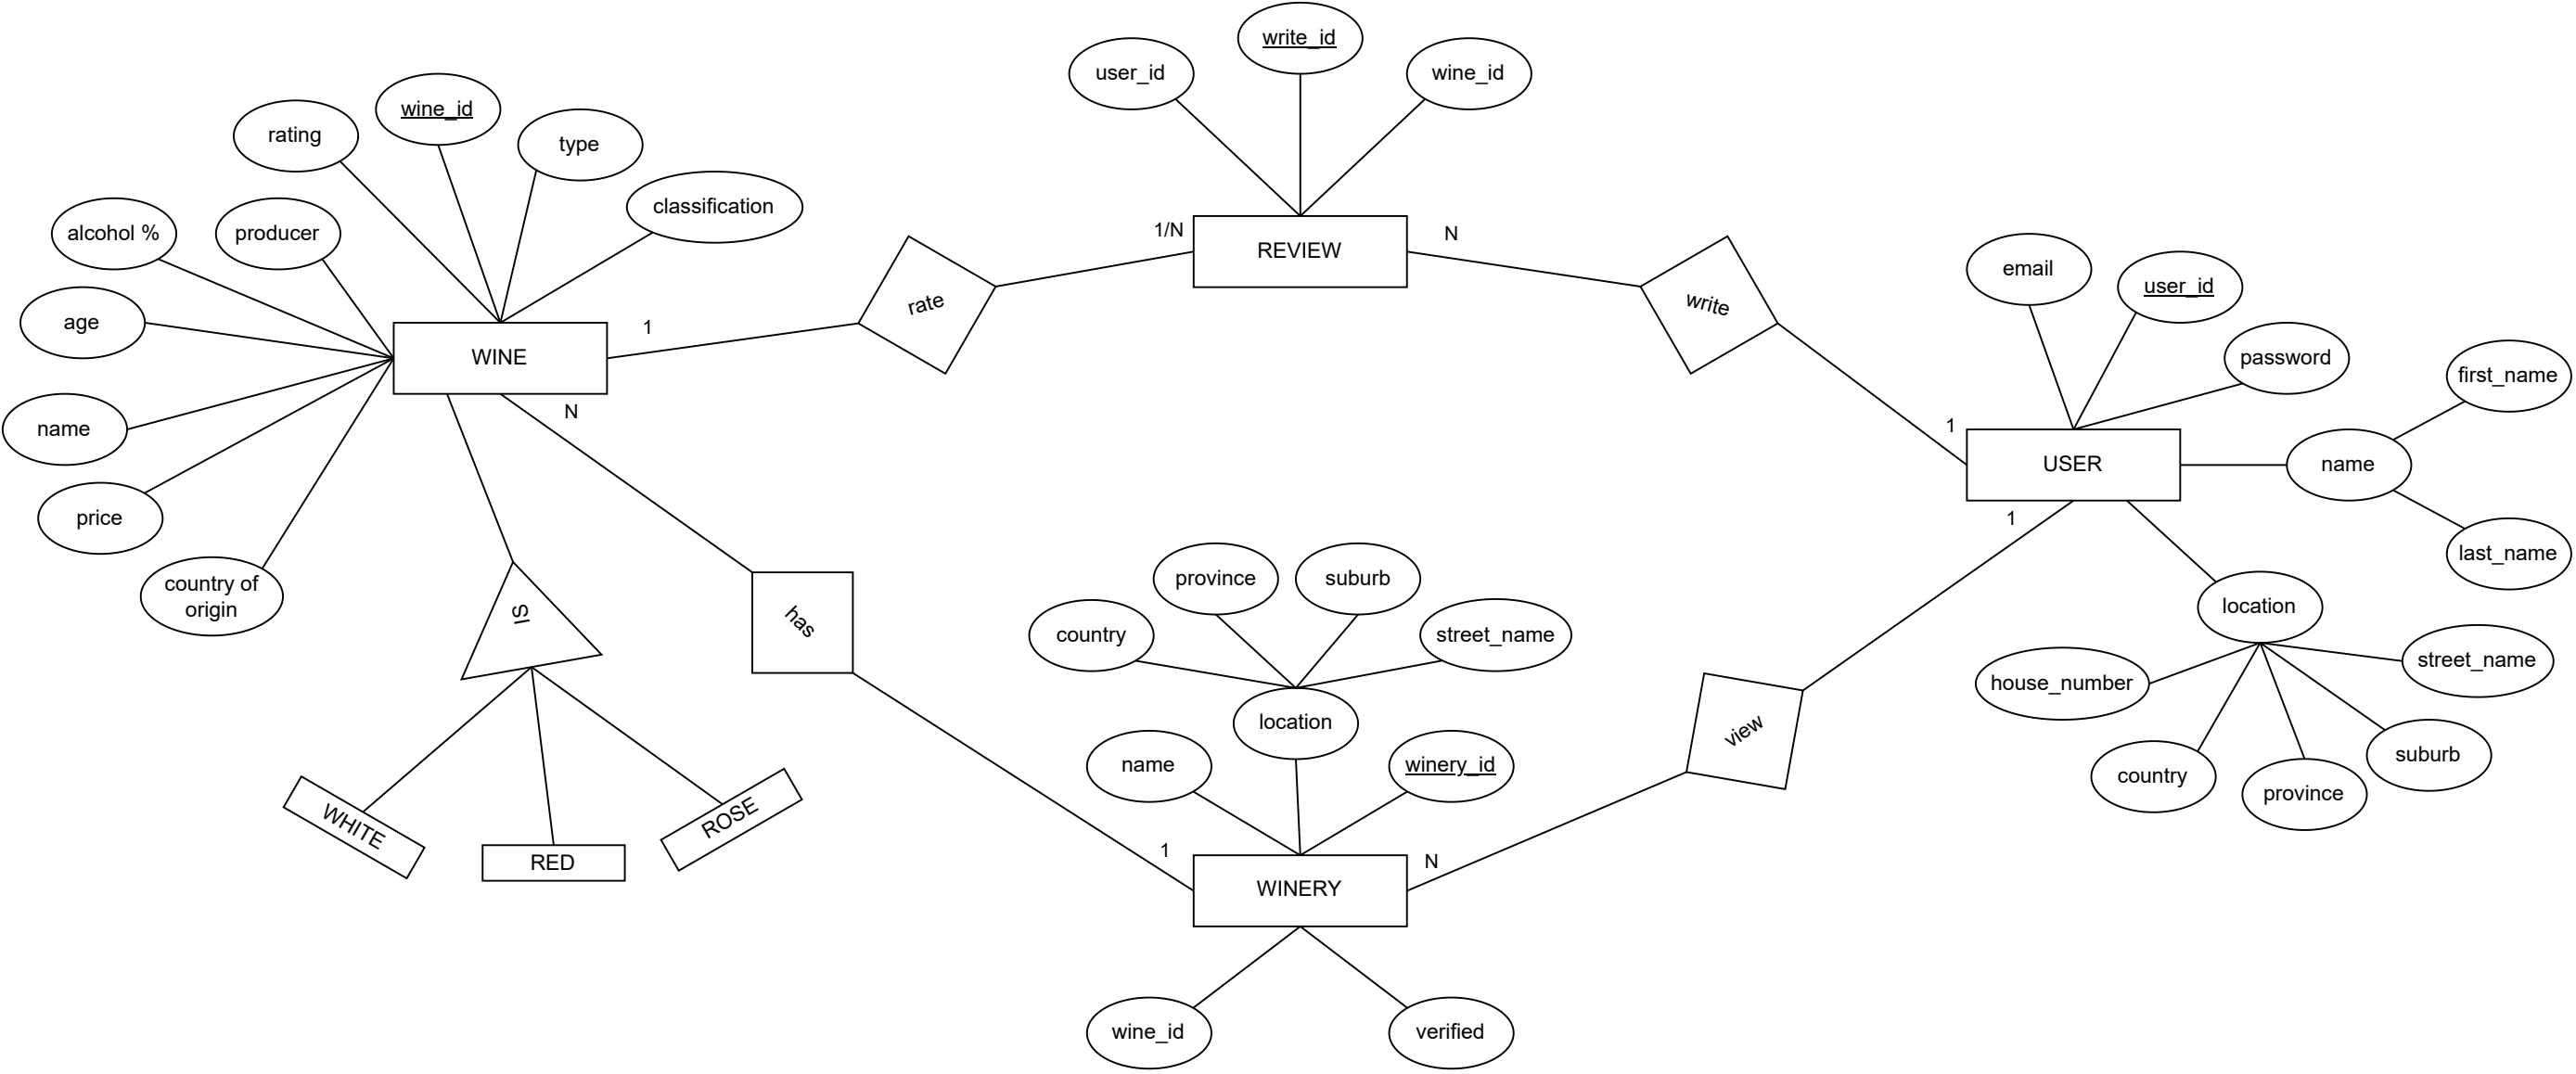 write_id
user_id
wine_id
wine_id
rating
type
classification
alcohol %
producer
1/N
REVIEW
N
email
user_id
rate
write
age
1
WINE
password
first_name
N
name
1
USER
name
price
1
last_name
country of
origin
province
suburb
location
IS
has
country
street_name
street_name
house_number
location
view
suburb
name
winery_id
country
province
WHITE
ROSE
RED
1
N
WINERY
wine_id
verified